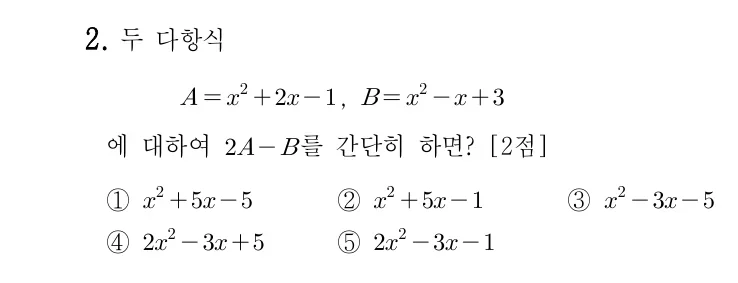 2. 두 다항식
A=x²+2x-1, B=x²-x+3
에 대하여 2A-B를 간단히 하면? [2점]
① x²+5x-5 ② x²+5x-1 ③ x²-3x-5
④ 2x²-3x+5 ⑤ 2x²-3x-1